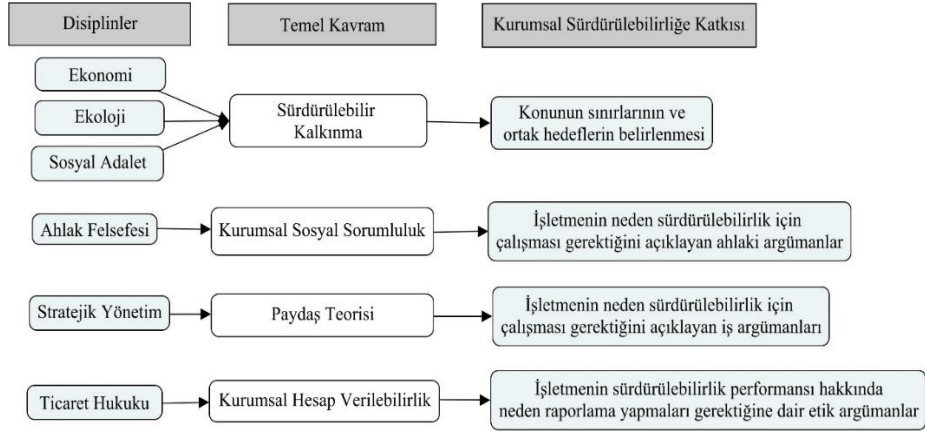 Disiplinler
Temel Kavram
Kurumsal Sürdürülebilirliğe Katkısı
Ekonomi
Ekoloji
Sosyal Adalet
Sürdürülebilir
Kalkınma
Konunun sınırlarının ve
ortak hedeflerin belirlenmesi
Ahlak Felsefesi
Kurumsal Sosyal Sorumluluk
İşletmenin neden sürdürülebilirlik için
çalışması gerektiğini açıklayan ahlaki argümanlar
Stratejik Yönetim
Paydaş Teorisi
İşletmenin neden sürdürülebilirlik için
çalışması gerektiğini açıklayan iş argümanları
Ticaret Hukuku
Kurumsal Hesap Verilebilirlik
İşletmenin sürdürülebilirlik performansı hakkında
neden raporlama yapmaları gerektiğine dair etik argümanlar